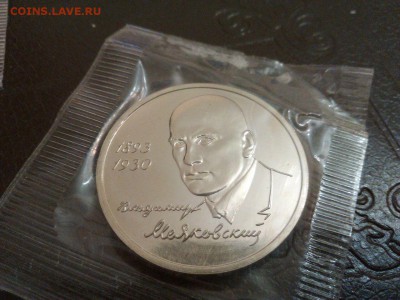 COINS.LAVE.RU
1893
1930
Владимир
Маяковский